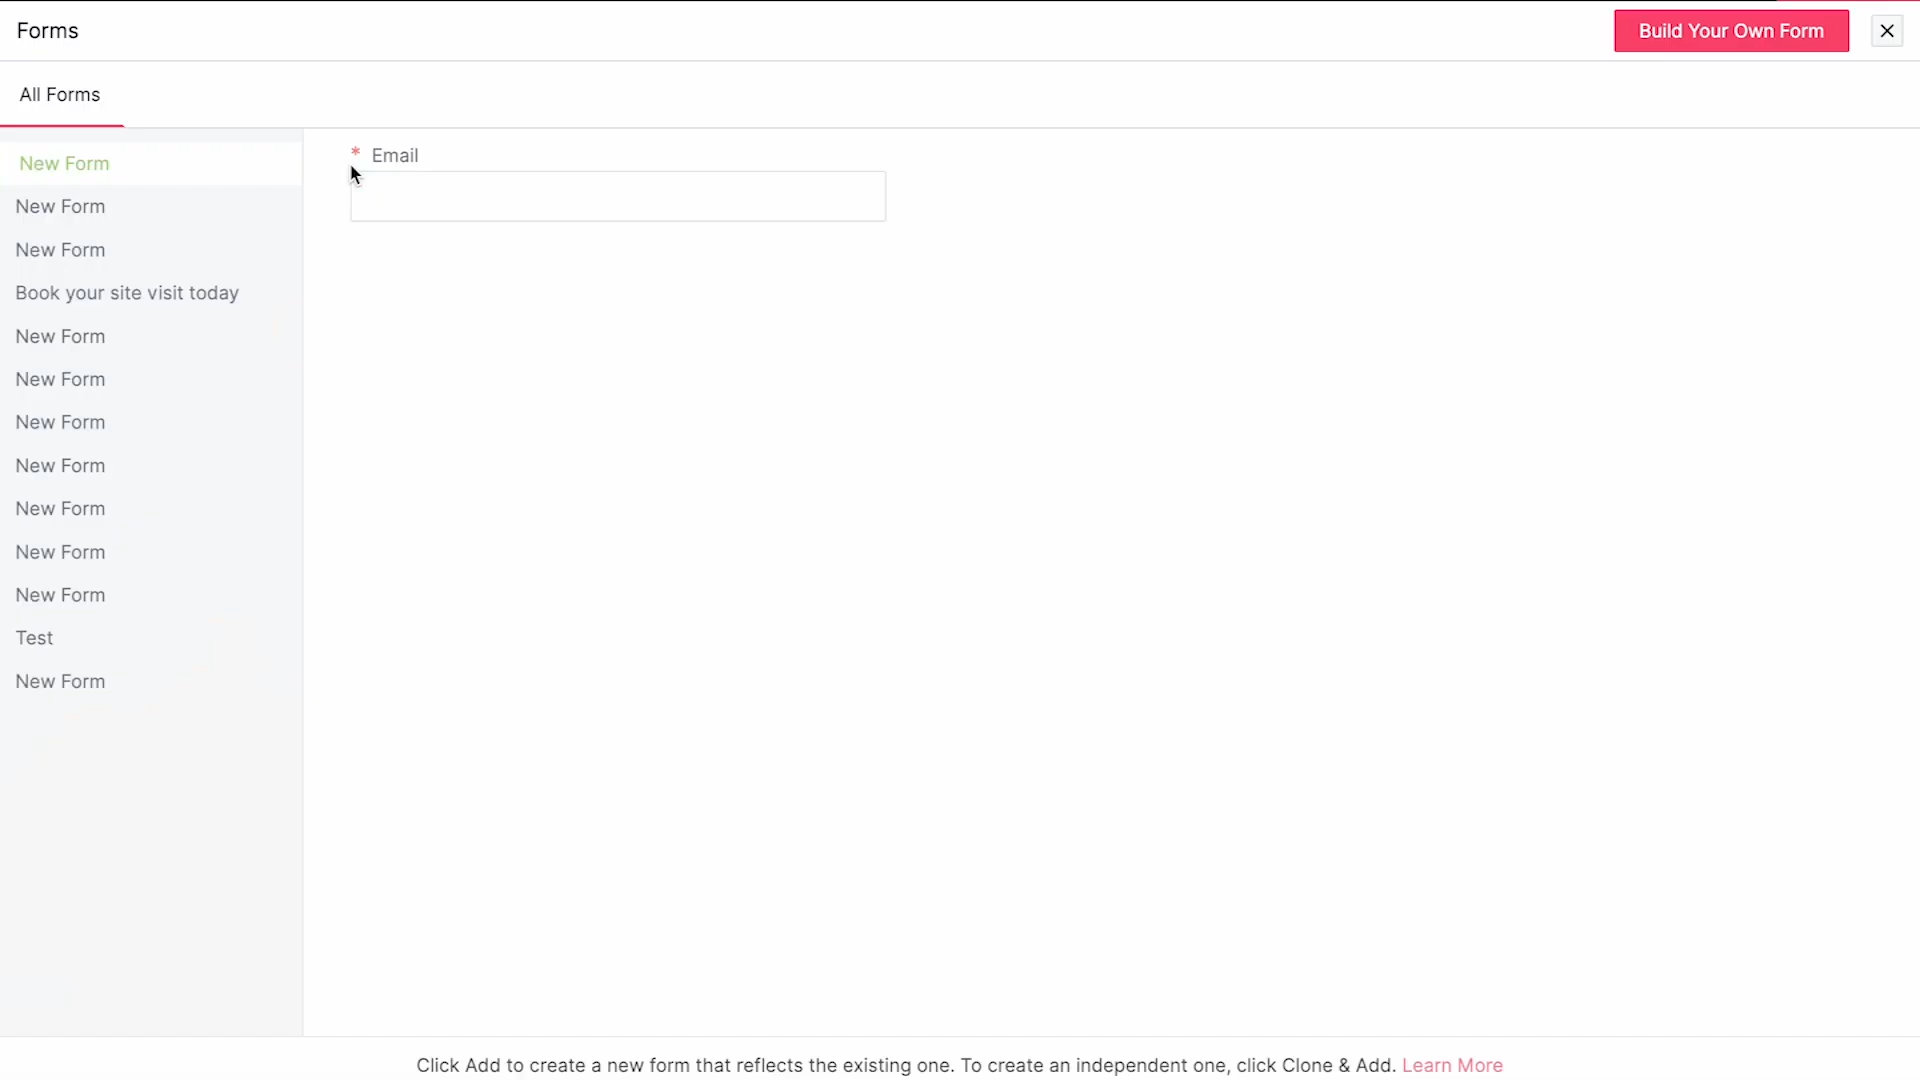 Forms
Build Your Own Form
All Forms
New Form
New Form
New Form
Book your site visit today
New Form
New Form
New Form
New Form
New Form
New Form
New Form
Test
New Form
* Email
Click Add to create a new form that reflects the existing one. To create an independent one, click Clone & Add. Learn More